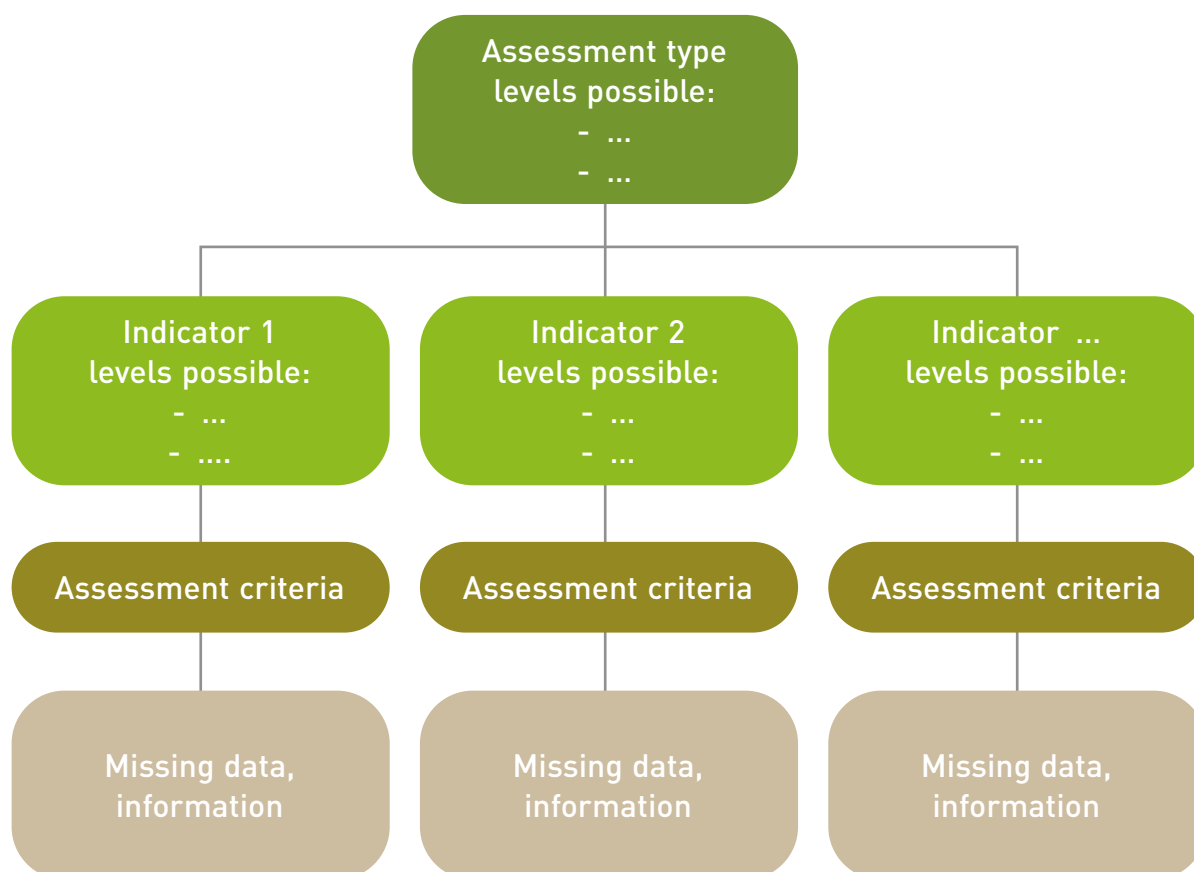 Assessment type
levels possible:
- ...
- ...
Indicator 1
levels possible:
- ...
- ....
Indicator 2
levels possible:
- ...
- ...
Indicator ...
levels possible:
- ...
- ...
Assessment criteria
Assessment criteria
Assessment criteria
Missing data,
information
Missing data,
information
Missing data,
information